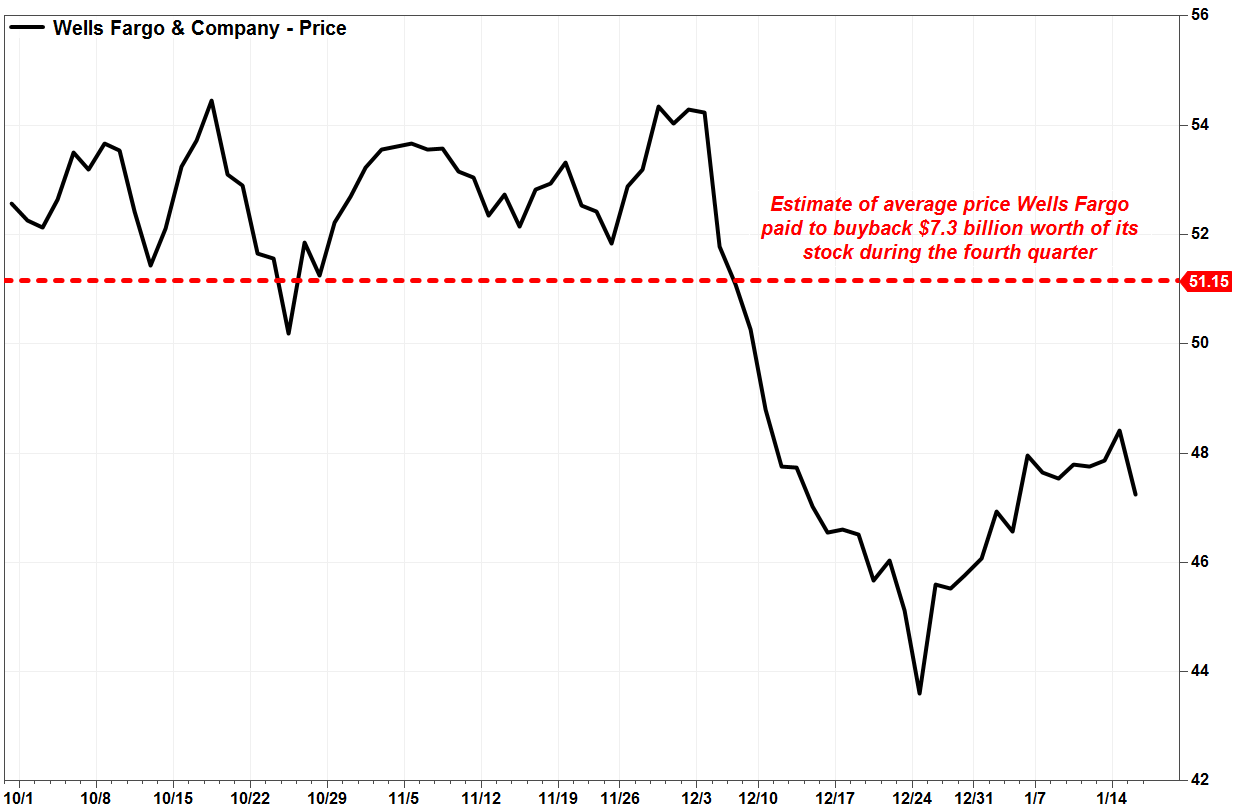 Wells Fargo & Company - Price
56
54
Estimate of average price Wells Fargo
paid to buyback $7.3 billion worth of its
stock during the fourth quarter
52
51.15
50
48
46
44
42
10/1 10/8 10/15 10/22 10/29 11/5 11/12 11/19 11/26 12/3 12/10 12/17 12/24 12/31 1/7 1/14